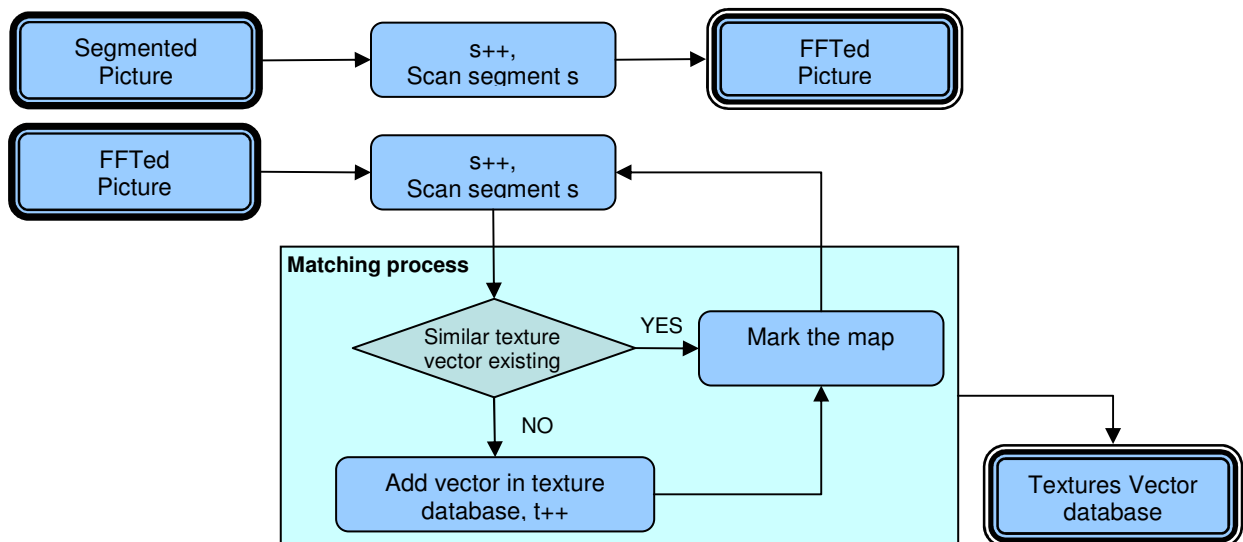 Segmented
Picture
s++,
Scan segment s
FFTed
Picture
FFTed
Picture
s++,
Scan segment s
Matching process
Similar texture
vector existing
YES
Mark the map
NO
Add vector in texture
database, t++
Textures Vector
database